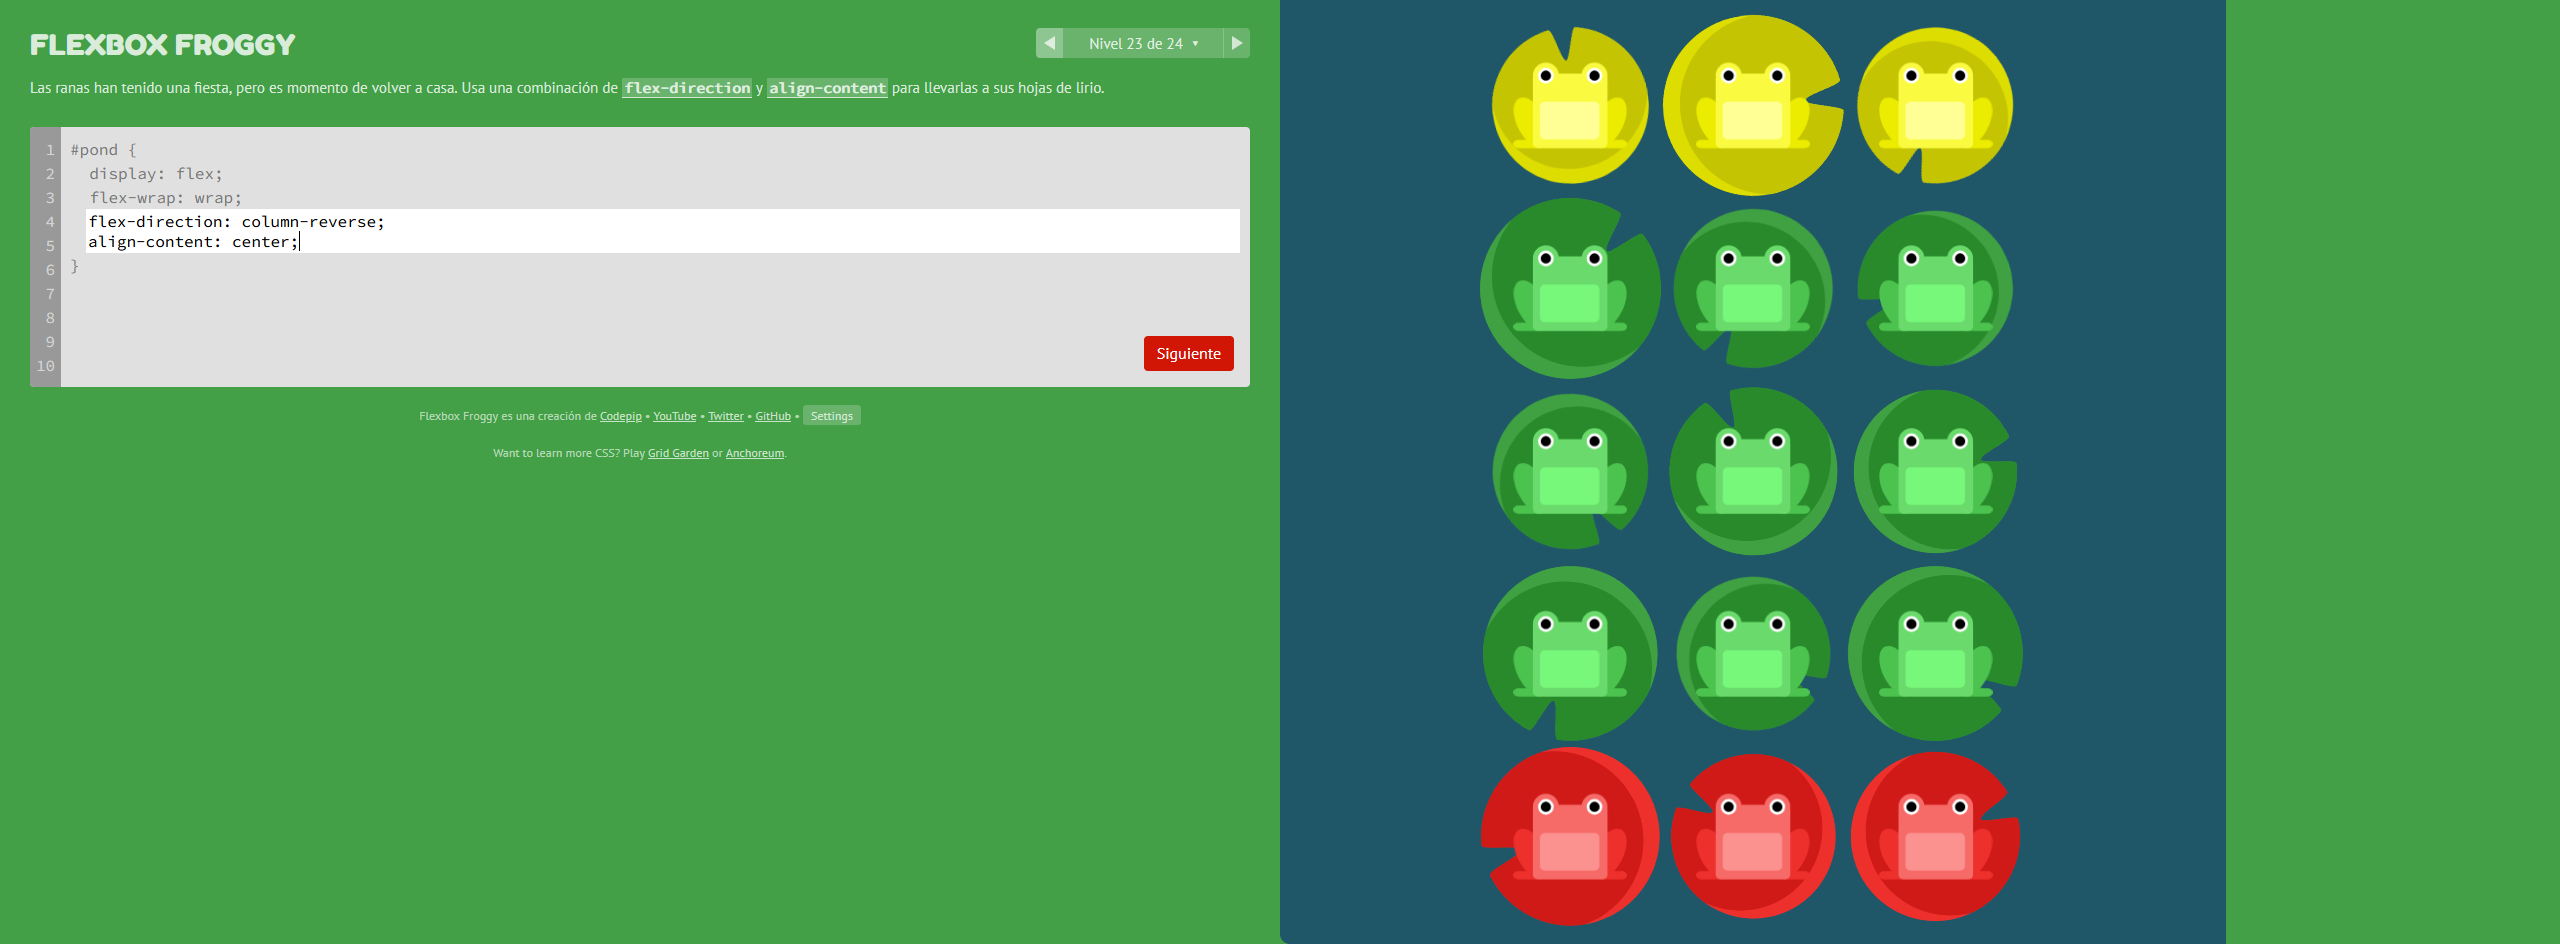 FLEXBOX FROGGY
Nivel 23 de 24 ▾
Las ranas han tenido una fiesta, pero es momento de volver a casa. Usa una combinación de flex-direction y align-content para llevarlas a sus hojas de lirio.
1 #pond {
2 display: flex;
3 flex-wrap: wrap;
4 flex-direction: column-reverse;
5 align-content: center;
6 }
7
8
9
10
Siguiente
Flexbox Froggy es una creación de Codepip • YouTube • Twitter • GitHub • Settings
Want to learn more CSS? Play Grid Garden or Anchoreum.